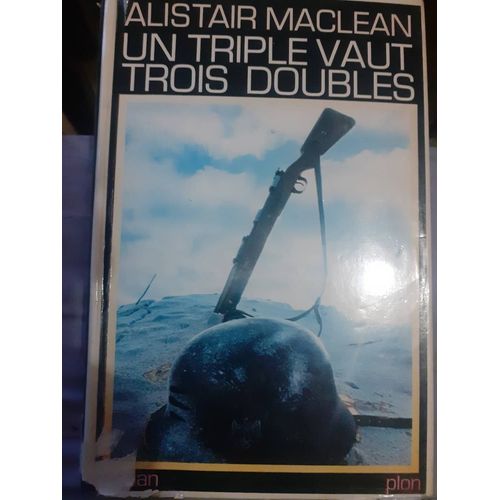 ALISTAIR MACLEAN
UN TRIPLE VAUT
TROIS DOUBLES
plon